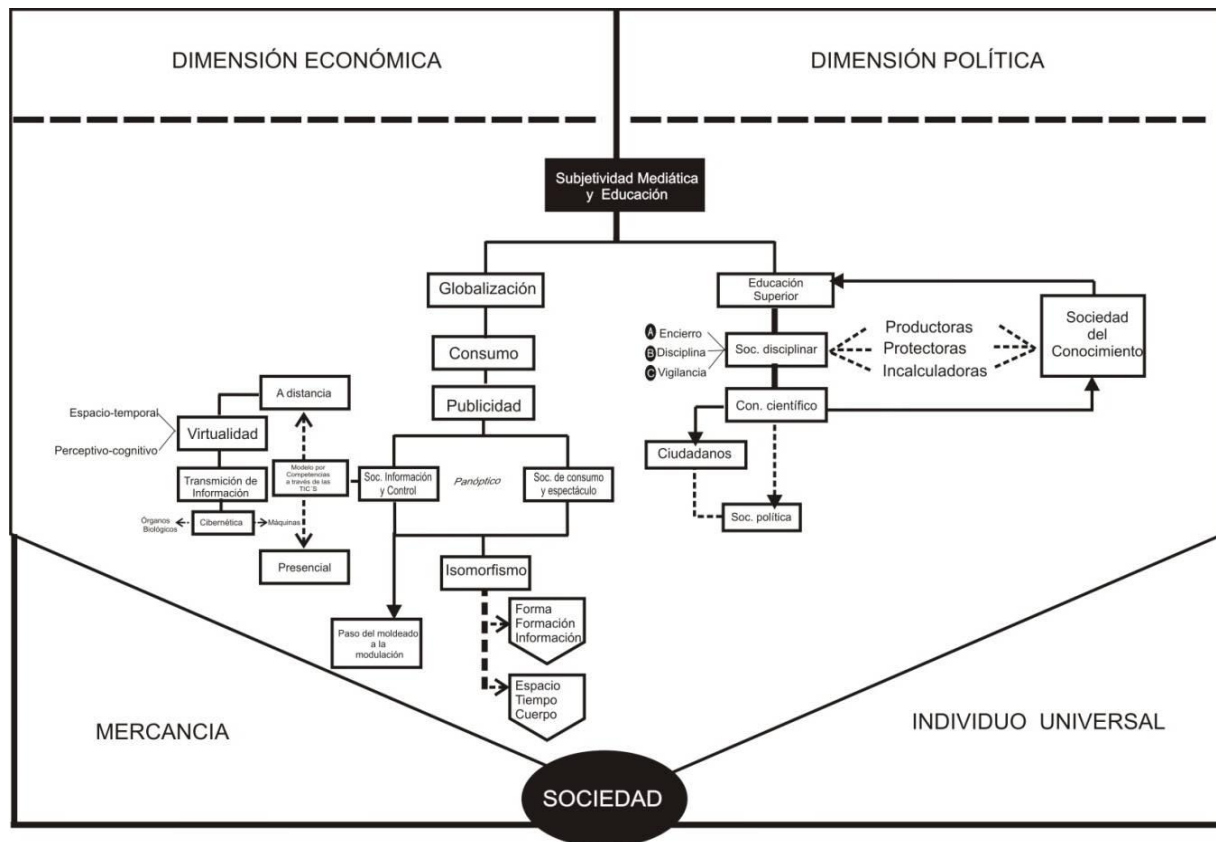 DIMENSIÓN ECONÓMICA
DIMENSIÓN POLÍTICA
Subjetividad Mediática
y Educación
Globalización
Consumo
Publicidad
A distancia
Espacio-temporal
Perceptivo-cognitivo
Virtualidad
Transmición de
Información
Órganos
Biológicos
Cibernética
Máquinas
Modelo por
Competencias
a través de las
TIC´S
Presencial
Soc. Información
y Control
Panóptico
Soc. de consumo
y espectáculo
Isomorfismo
Paso del moldeado
a la
modulación
Forma
Formación
Información
Espacio
Tiempo
Cuerpo
Educación
Superior
A Encierro
B Disciplina
C Vigilancia
Soc. disciplinar
Productoras
Protectoras
Incalculadoras
Sociedad
del
Conocimiento
Con. científico
Ciudadanos
Soc. política
MERCANCIA
INDIVIDUO UNIVERSAL
SOCIEDAD